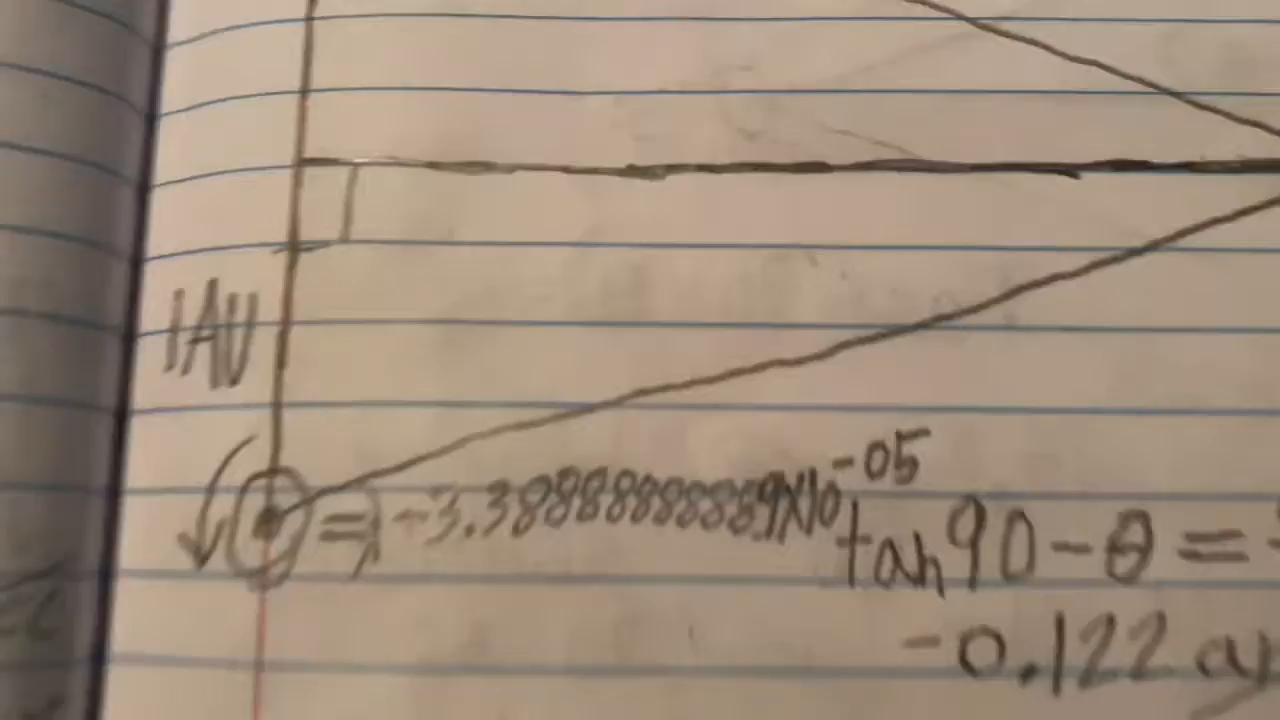 1AU
= -3.38888888889X10^-05
tan 90 - θ =
-0.122